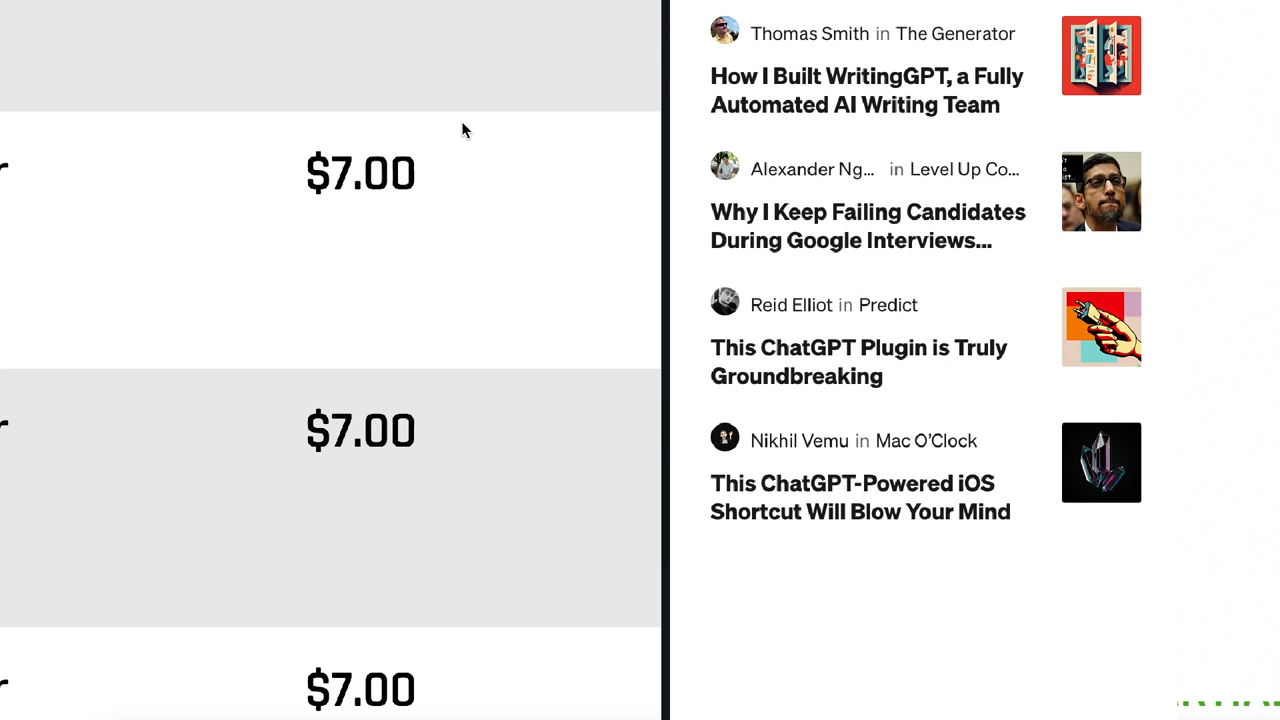 $7.00
$7.00
$7.00
Thomas Smith in The Generator
How I Built WritingGPT, a Fully
Automated AI Writing Team
Alexander Ng... in Level Up Co...
Why I Keep Failing Candidates
During Google Interviews...
Reid Elliot in Predict
This ChatGPT Plugin is Truly
Groundbreaking
Nikhil Vemu in Mac O'Clock
This ChatGPT-Powered iOS
Shortcut Will Blow Your Mind